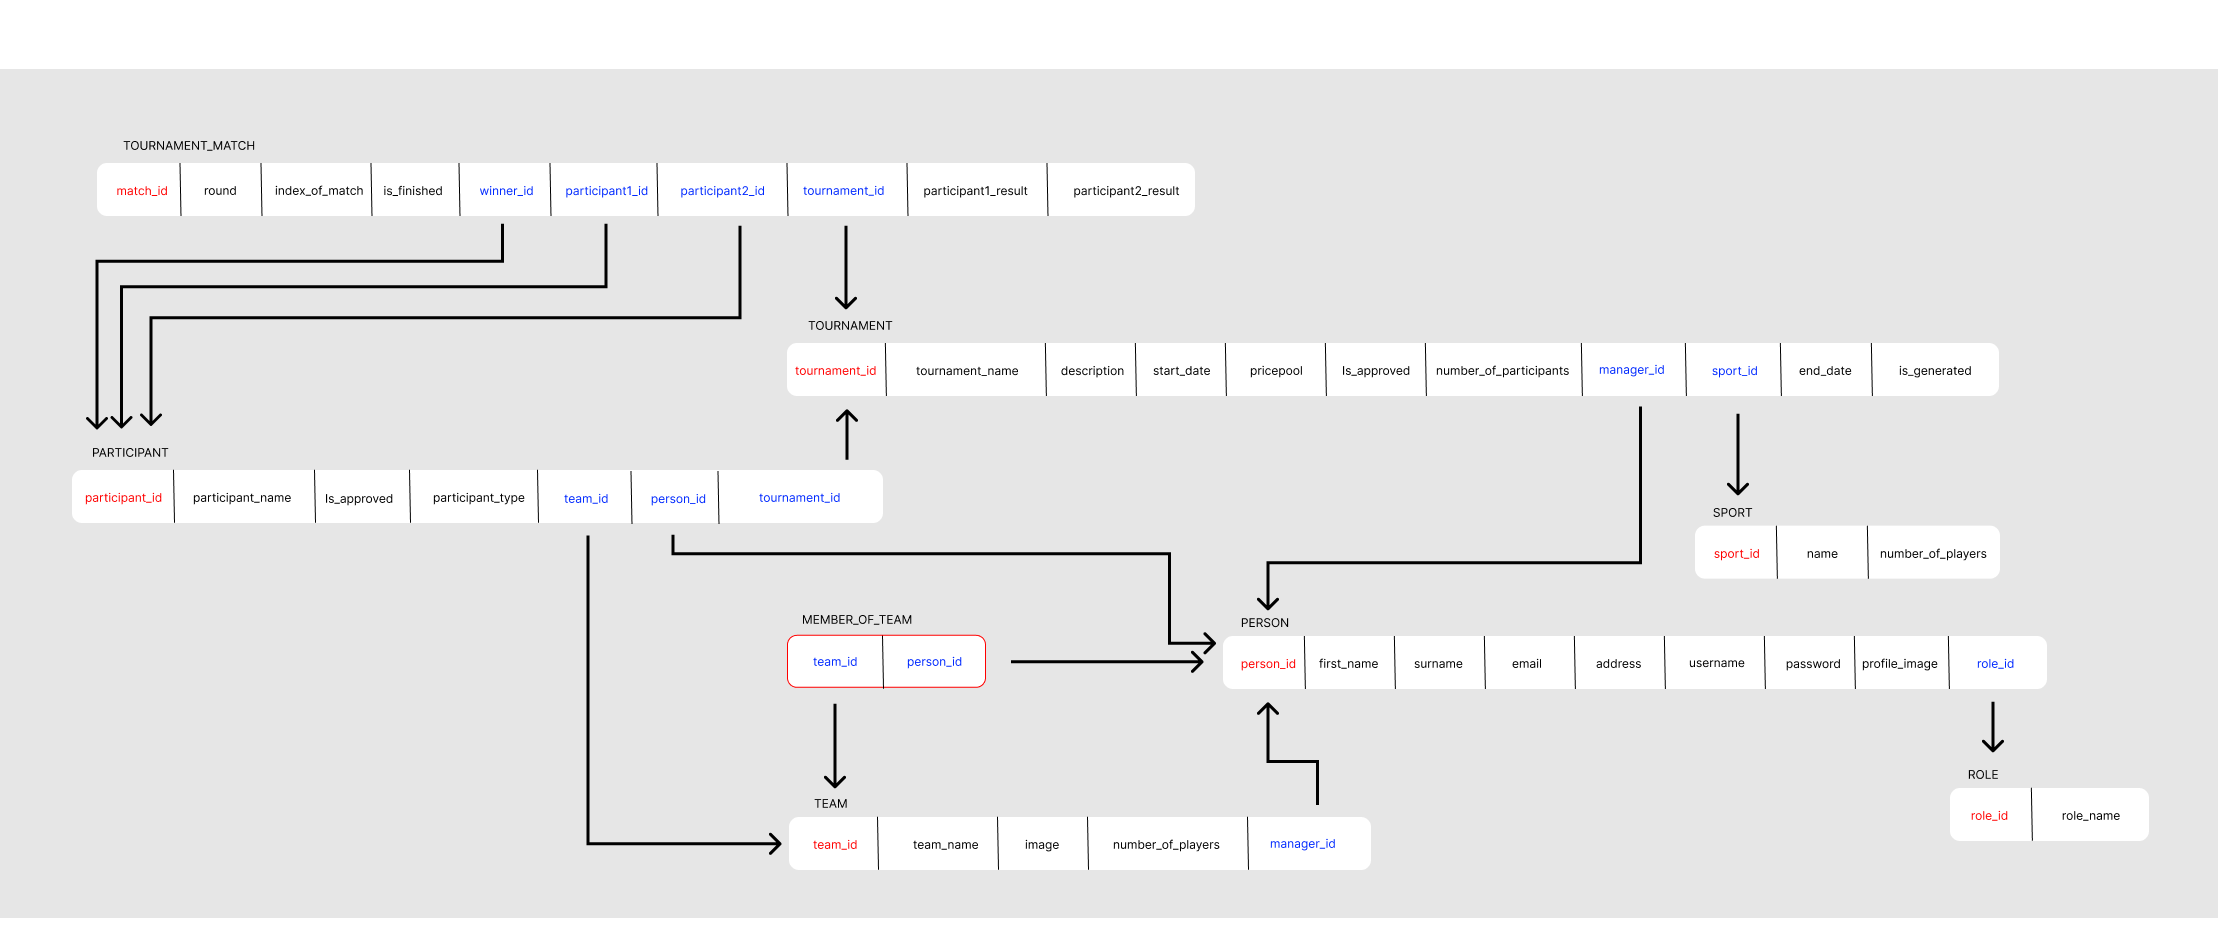 TOURNAMENT_MATCH
match_id round index_of_match is_finished winner_id participant1_id participant2_id tournament_id participant1_result participant2_result
TOURNAMENT
tournament_id tournament_name description start_date pricepool Is_approved number_of_participants manager_id sport_id end_date is_generated
PARTICIPANT
participant_id participant_name Is_approved participant_type team_id person_id tournament_id
SPORT
sport_id name number_of_players
MEMBER_OF_TEAM
team_id person_id
PERSON
person_id first_name surname email address username password profile_image role_id
ROLE
role_id role_name
TEAM
team_id team_name image number_of_players manager_id